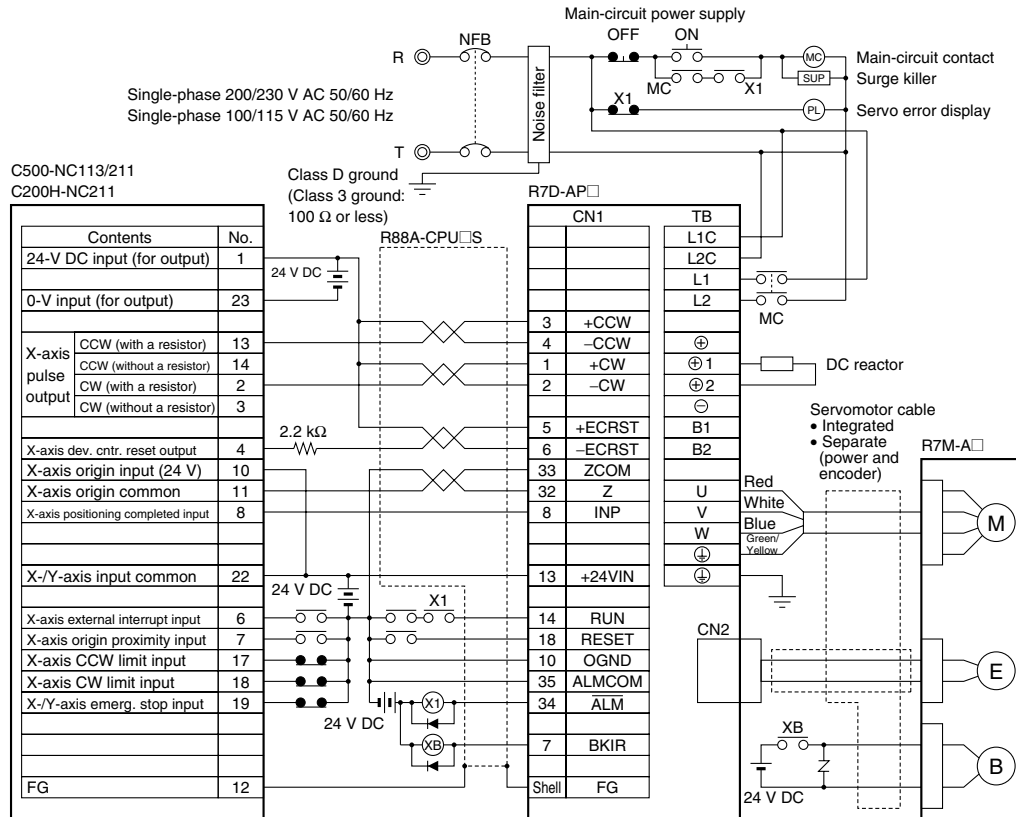 Main-circuit power supply
OFF ON
NFB
R
MC Main-circuit contact
SUP Surge killer
MC X1
Single-phase 200/230 V AC 50/60 Hz
Single-phase 100/115 V AC 50/60 Hz
Noise filter
X1
PL Servo error display
T
C500-NC113/211
C200H-NC211
Class D ground
(Class 3 ground:
100 Ω or less)
R7D-AP□
R88A-CPU□S
Contents No.
24-V DC input (for output) 1
0-V input (for output) 23
X-axis pulse output
CCW (with a resistor) 13
CCW (without a resistor) 14
CW (with a resistor) 2
CW (without a resistor) 3
X-axis dev. cntr. reset output 4
X-axis origin input (24 V) 10
X-axis origin common 11
X-axis positioning completed input 8
X-/Y-axis input common 22
X-axis external interrupt input 6
X-axis origin proximity input 7
X-axis CCW limit input 17
X-axis CW limit input 18
X-/Y-axis emerg. stop input 19
FG 12
24 V DC
2.2 kΩ
24 V DC
X1
X1
24 V DC
XB
CN1
3 +CCW
4 −CCW
1 +CW
2 −CW
5 +ECRST
6 −ECRST
33 ZCOM
32 Z
8 INP
13 +24VIN
14 RUN
18 RESET
10 OGND
35 ALMCOM
34 ALM
7 BKIR
Shell FG
TB
L1C
L2C
L1
L2
⊕
⊕ 1
⊕ 2
⊖
B1
B2
U
V
W
MC
DC reactor
Servomotor cable
• Integrated
• Separate
(power and
encoder)
R7M-A□
Red
White
Blue
Green/
Yellow
M
CN2
E
XB
24 V DC
B